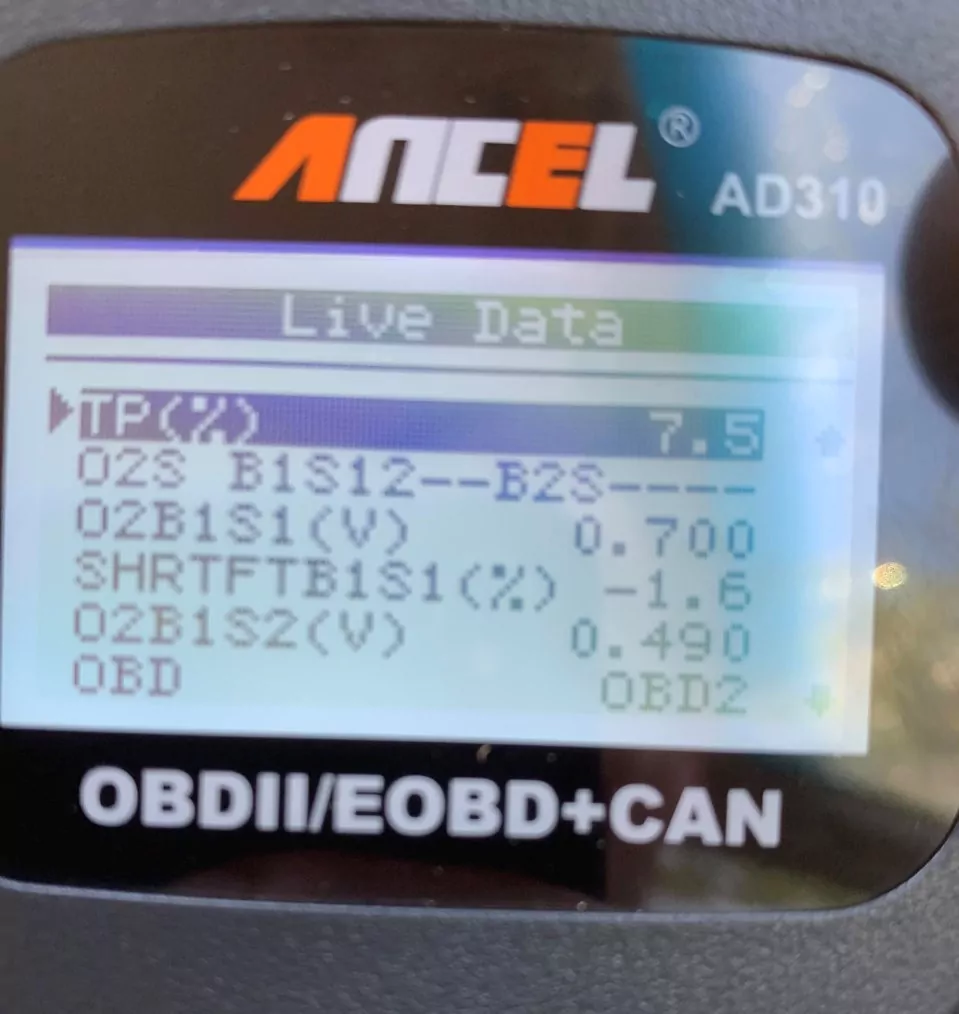 ANCEL®
AD310
Live Data
TP(%) 7.5
O2S B1S12--B2S----
O2B1S1(V) 0.700
SHRTFTB1S1(%) -1.6
O2B1S2(V) 0.490
OBD OBD2
OBDII/EOBD+CAN